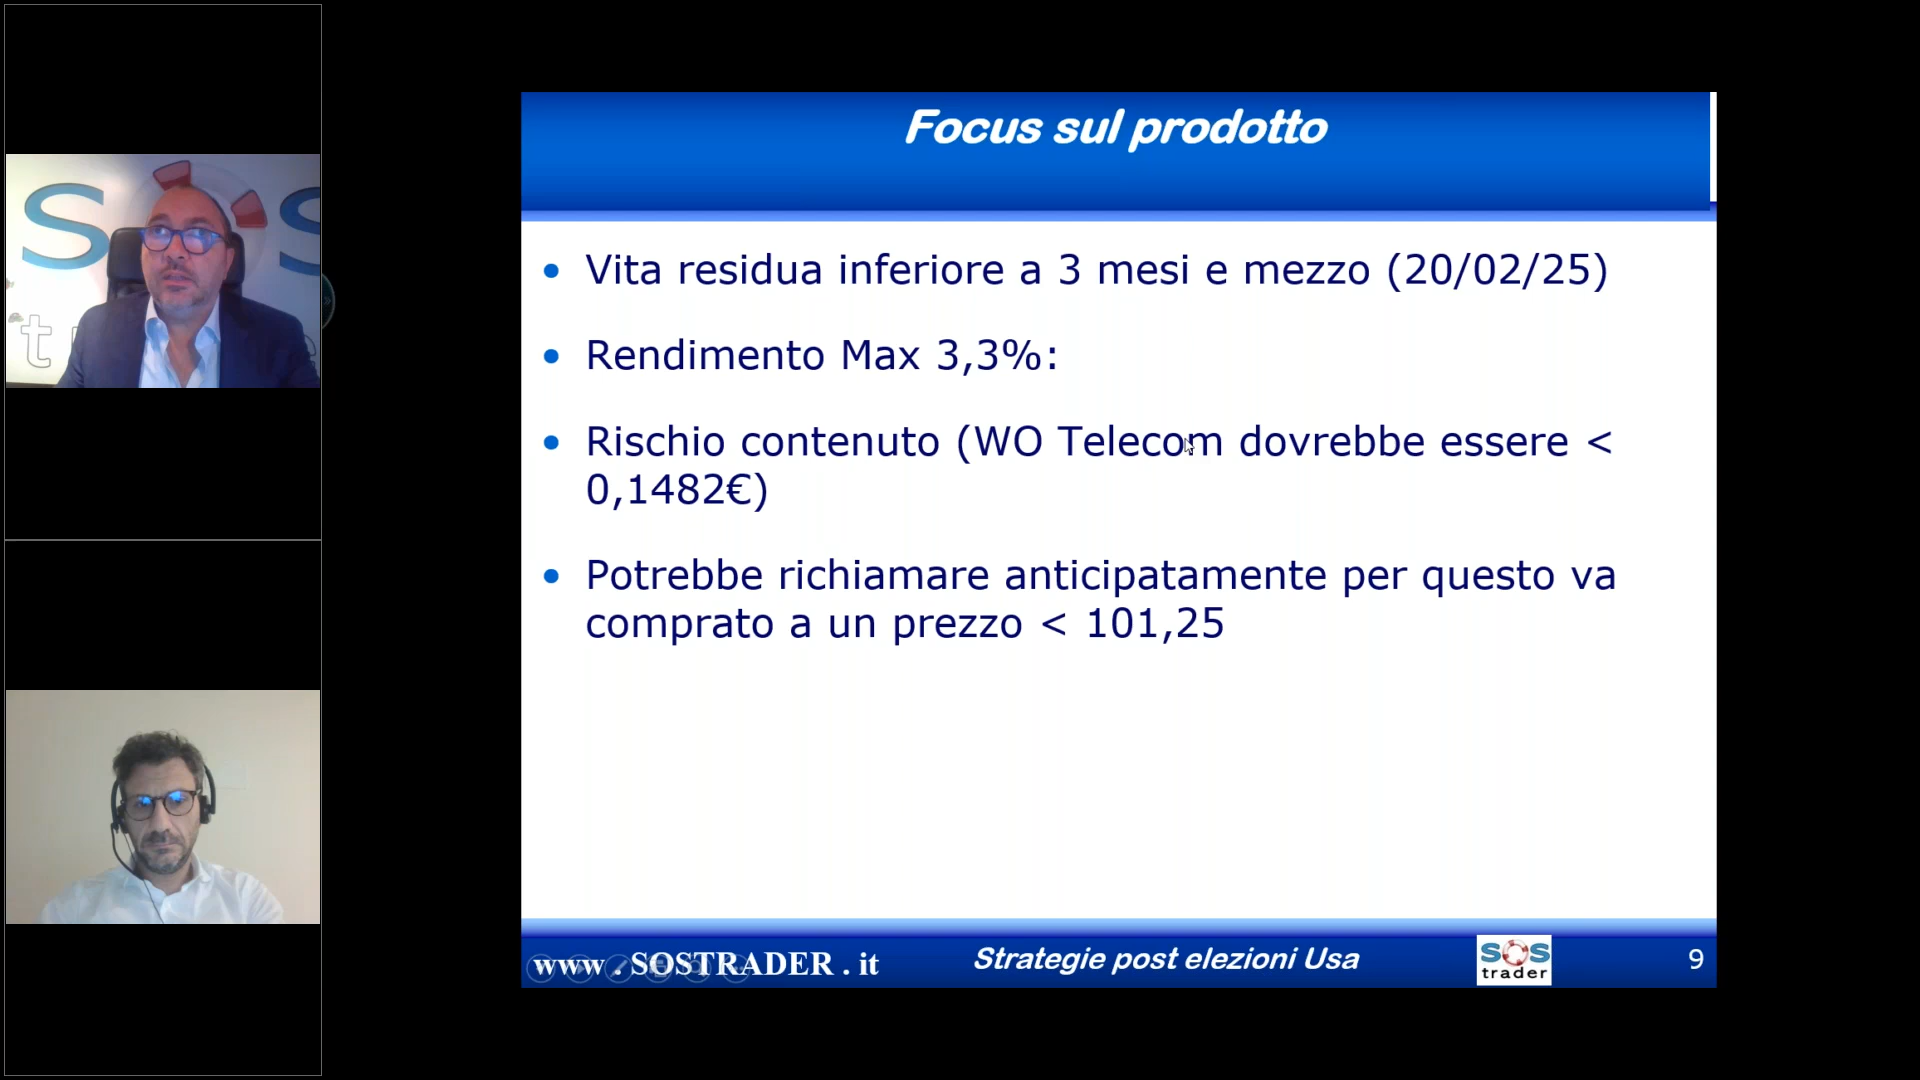 Focus sul prodotto
• Vita residua inferiore a 3 mesi e mezzo (20/02/25)
• Rendimento Max 3,3%:
• Rischio contenuto (WO Telecom dovrebbe essere <
0,1482€)
• Potrebbe richiamare anticipatamente per questo va
comprato a un prezzo < 101,25
www . SOSTRADER . it
Strategie post elezioni Usa
SOS
trader
9
SOS
t